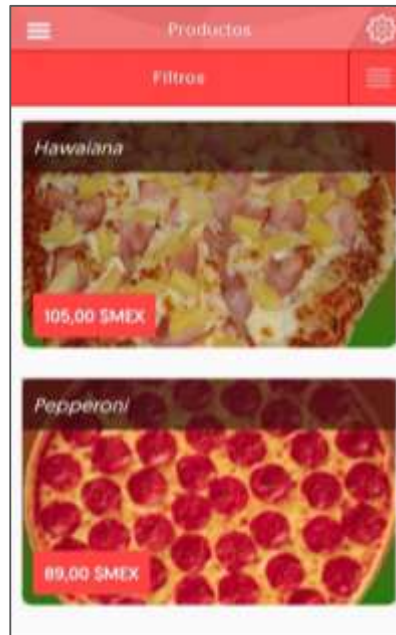 Productos
Filtros
Hawaiana
105,00 $MEX
Pepperoni
89,00 $MEX